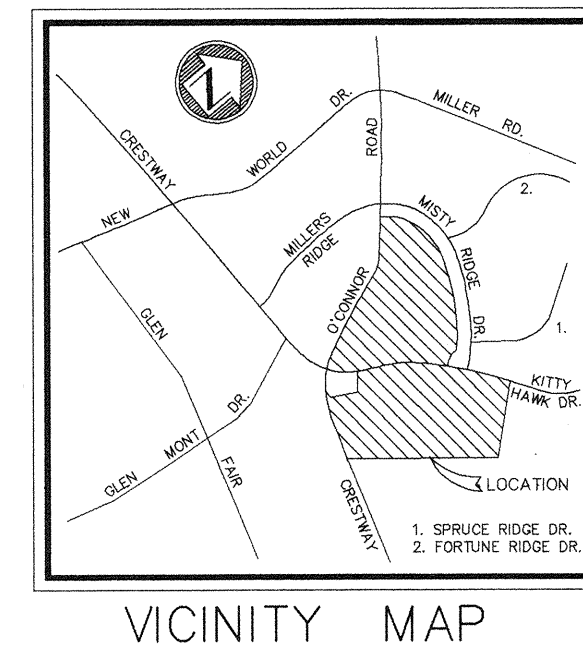 N
CRESTWAY
NEW WORLD DR.
MILLER RD.
ROAD
O'CONNOR
MILLERS
RIDGE
MISTY RIDGE DR.
2.
1.
GLEN
FAIR
GLEN MONT DR.
KITTY
HAWK DR.
LOCATION
CRESTWAY
1. SPRUCE RIDGE DR.
2. FORTUNE RIDGE DR.
VICINITY MAP